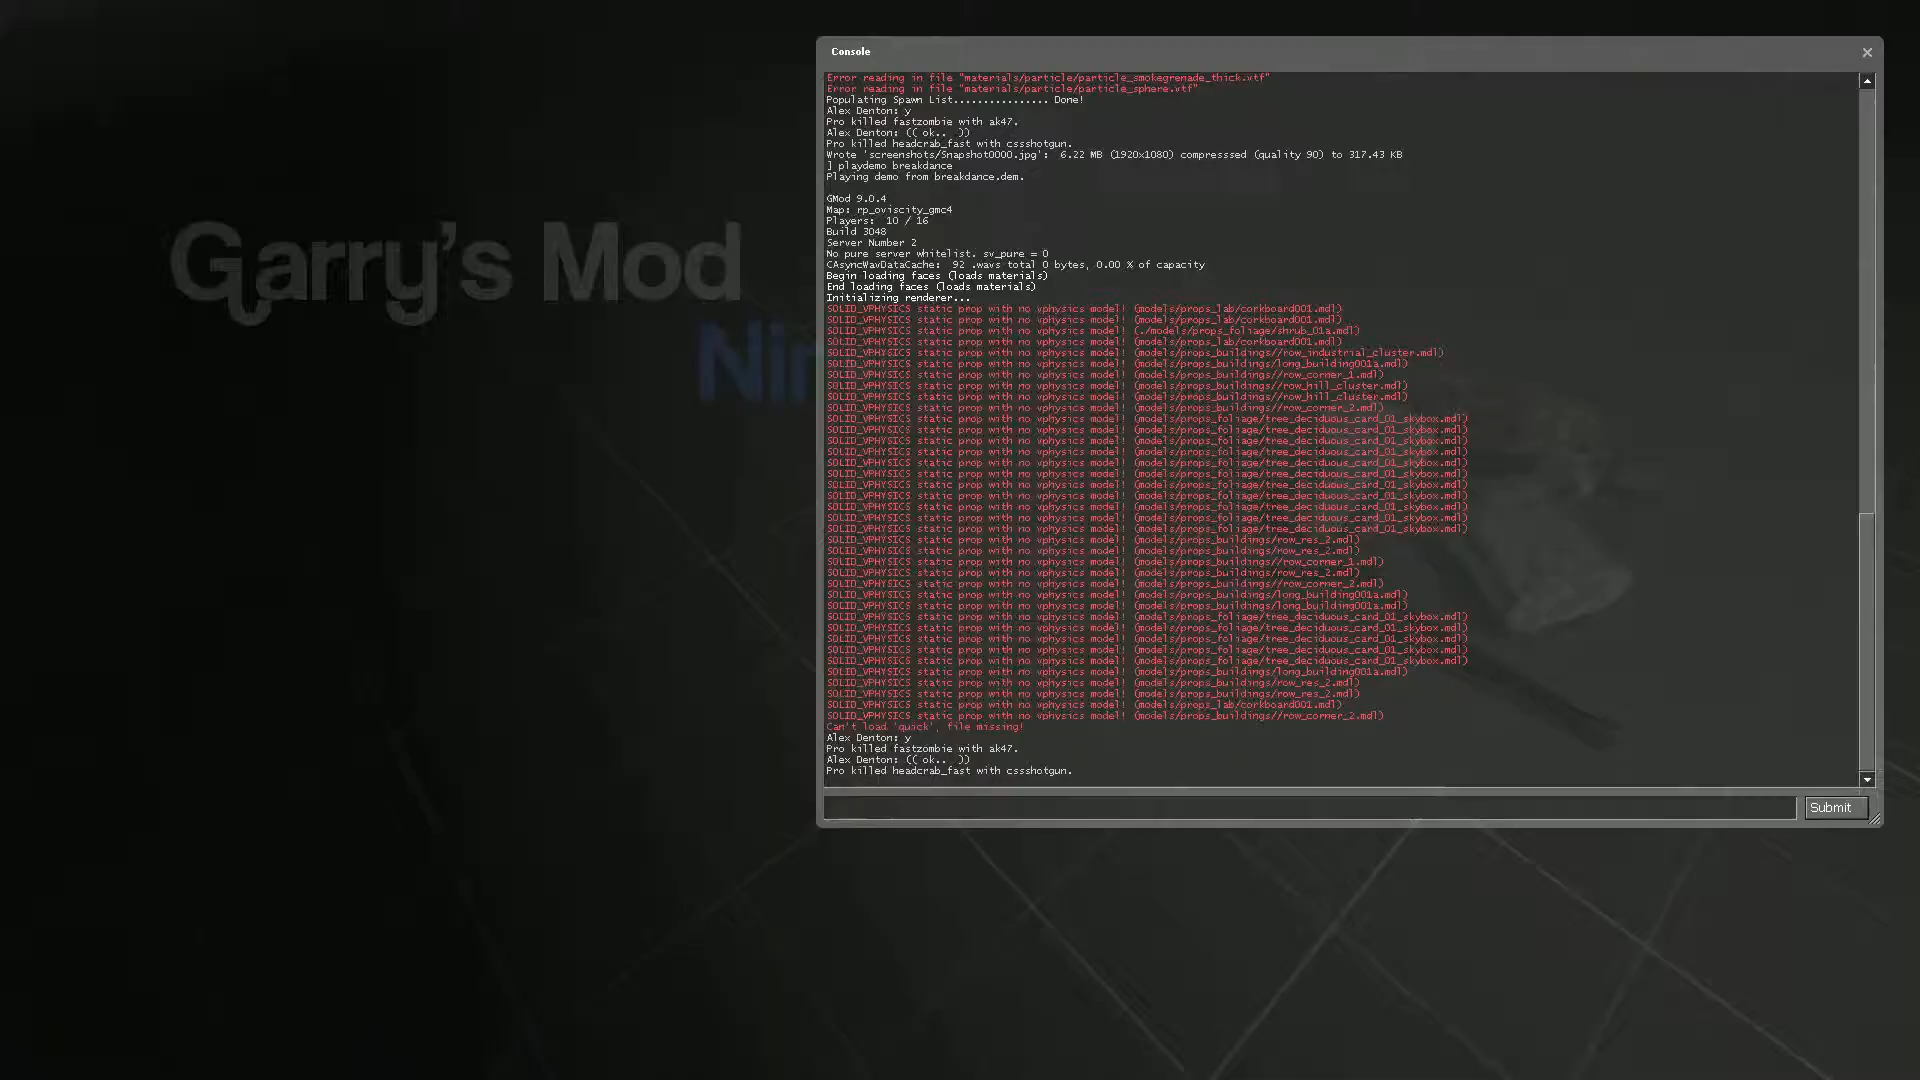 Console
Error reading in file "materials/particle/particle_smokegrenade_thick.vtf"
Error reading in file "materials/particle/particle_sphere.vtf"
Populating Spawn List................ Done!
Alex Denton: y
Pro killed fastzombie with ak47.
Alex Denton: (( ok..  ))
Pro killed headcrab_fast with cssshotgun.
Wrote 'screenshots/Snapshot0000.jpg':  6.22 MB (1920x1080) compresssed (quality 90) to 317.43 KB
] playdemo breakdance
Playing demo from breakdance.dem.
GMod 9.0.4
Map: rp_oviscity_gmc4
Players:  10 / 16
Build 3048
Server Number 2
No pure server whitelist. sv_pure = 0
CAsyncWavDataCache:  92 .wavs total 0 bytes, 0.00 % of capacity
Begin loading faces (loads materials)
End loading faces (loads materials)
Initializing renderer...
SOLID_VPHYSICS static prop with no vphysics model! (models/props_lab/corkboard001.mdl)
SOLID_VPHYSICS static prop with no vphysics model! (models/props_lab/corkboard001.mdl)
SOLID_VPHYSICS static prop with no vphysics model! (./models/props_foliage/shrub_01a.mdl)
SOLID_VPHYSICS static prop with no vphysics model! (models/props_lab/corkboard001.mdl)
SOLID_VPHYSICS static prop with no vphysics model! (models/props_buildings//row_industrial_cluster.mdl)
SOLID_VPHYSICS static prop with no vphysics model! (models/props_buildings/long_building001a.mdl)
SOLID_VPHYSICS static prop with no vphysics model! (models/props_buildings//row_corner_1.mdl)
SOLID_VPHYSICS static prop with no vphysics model! (models/props_buildings//row_hill_cluster.mdl)
SOLID_VPHYSICS static prop with no vphysics model! (models/props_buildings//row_hill_cluster.mdl)
SOLID_VPHYSICS static prop with no vphysics model! (models/props_buildings//row_corner_2.mdl)
SOLID_VPHYSICS static prop with no vphysics model! (models/props_foliage/tree_deciduous_card_01_skybox.mdl)
SOLID_VPHYSICS static prop with no vphysics model! (models/props_foliage/tree_deciduous_card_01_skybox.mdl)
SOLID_VPHYSICS static prop with no vphysics model! (models/props_foliage/tree_deciduous_card_01_skybox.mdl)
SOLID_VPHYSICS static prop with no vphysics model! (models/props_foliage/tree_deciduous_card_01_skybox.mdl)
SOLID_VPHYSICS static prop with no vphysics model! (models/props_foliage/tree_deciduous_card_01_skybox.mdl)
SOLID_VPHYSICS static prop with no vphysics model! (models/props_foliage/tree_deciduous_card_01_skybox.mdl)
SOLID_VPHYSICS static prop with no vphysics model! (models/props_foliage/tree_deciduous_card_01_skybox.mdl)
SOLID_VPHYSICS static prop with no vphysics model! (models/props_foliage/tree_deciduous_card_01_skybox.mdl)
SOLID_VPHYSICS static prop with no vphysics model! (models/props_foliage/tree_deciduous_card_01_skybox.mdl)
SOLID_VPHYSICS static prop with no vphysics model! (models/props_foliage/tree_deciduous_card_01_skybox.mdl)
SOLID_VPHYSICS static prop with no vphysics model! (models/props_foliage/tree_deciduous_card_01_skybox.mdl)
SOLID_VPHYSICS static prop with no vphysics model! (models/props_buildings/row_res_2.mdl)
SOLID_VPHYSICS static prop with no vphysics model! (models/props_buildings/row_res_2.mdl)
SOLID_VPHYSICS static prop with no vphysics model! (models/props_buildings//row_corner_1.mdl)
SOLID_VPHYSICS static prop with no vphysics model! (models/props_buildings/row_res_2.mdl)
SOLID_VPHYSICS static prop with no vphysics model! (models/props_buildings//row_corner_2.mdl)
SOLID_VPHYSICS static prop with no vphysics model! (models/props_buildings/long_building001a.mdl)
SOLID_VPHYSICS static prop with no vphysics model! (models/props_buildings/long_building001a.mdl)
SOLID_VPHYSICS static prop with no vphysics model! (models/props_foliage/tree_deciduous_card_01_skybox.mdl)
SOLID_VPHYSICS static prop with no vphysics model! (models/props_foliage/tree_deciduous_card_01_skybox.mdl)
SOLID_VPHYSICS static prop with no vphysics model! (models/props_foliage/tree_deciduous_card_01_skybox.mdl)
SOLID_VPHYSICS static prop with no vphysics model! (models/props_foliage/tree_deciduous_card_01_skybox.mdl)
SOLID_VPHYSICS static prop with no vphysics model! (models/props_foliage/tree_deciduous_card_01_skybox.mdl)
SOLID_VPHYSICS static prop with no vphysics model! (models/props_buildings/long_building001a.mdl)
SOLID_VPHYSICS static prop with no vphysics model! (models/props_buildings/row_res_2.mdl)
SOLID_VPHYSICS static prop with no vphysics model! (models/props_buildings/row_res_2.mdl)
SOLID_VPHYSICS static prop with no vphysics model! (models/props_lab/corkboard001.mdl)
SOLID_VPHYSICS static prop with no vphysics model! (models/props_buildings//row_corner_2.mdl)
Can't load 'quick', file missing!
Alex Denton: y
Pro killed fastzombie with ak47.
Alex Denton: (( ok..  ))
Pro killed headcrab_fast with cssshotgun.
Submit
Garry's Mod